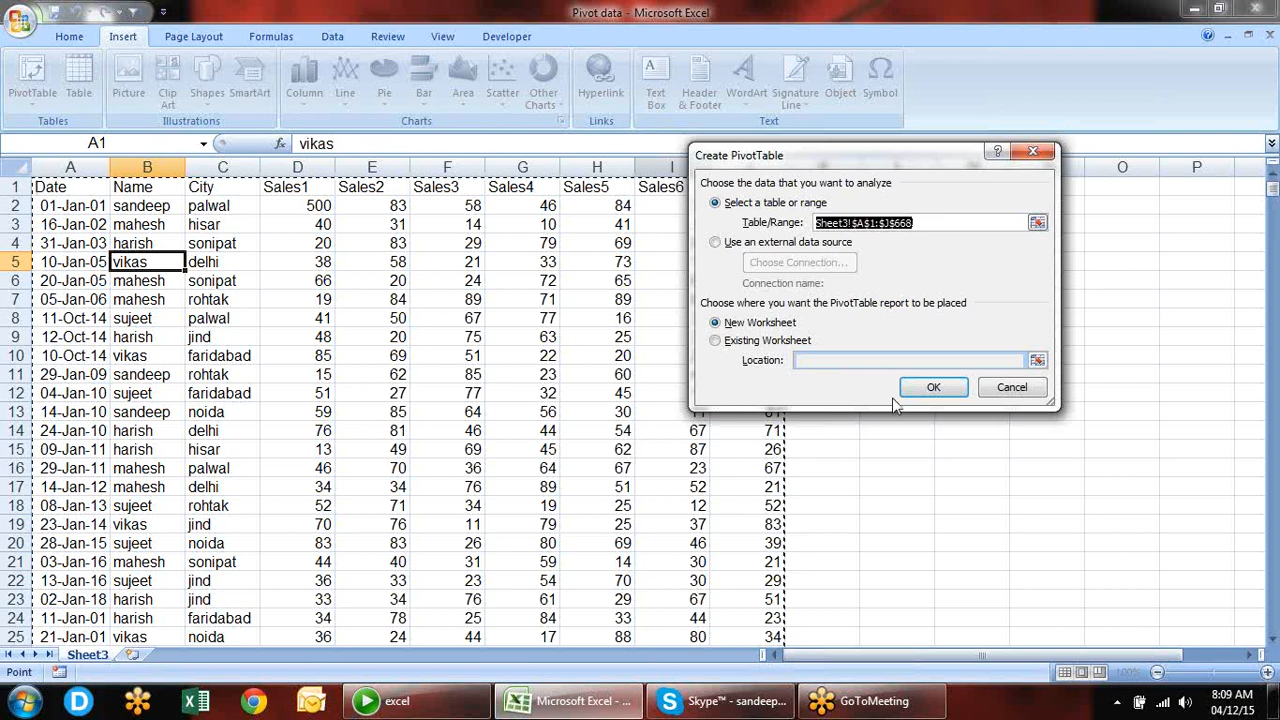 Pivot data - Microsoft Excel
Home Insert Page Layout Formulas Data Review View Developer
PivotTable Table Picture Clip Art Shapes SmartArt Column Line Pie Bar Area Scatter Other Charts Hyperlink Text Box Header & Footer WordArt Signature Line Object Symbol
Tables Illustrations Charts Links Text
A1 fx vikas
A B C D E F G H I O P
1 Date Name City Sales1 Sales2 Sales3 Sales4 Sales5 Sales6
2 01-Jan-01 sandeep palwal 500 83 58 46 84
3 16-Jan-02 mahesh hisar 40 31 14 10 41
4 31-Jan-03 harish sonipat 20 83 29 79 69
5 10-Jan-05 vikas delhi 38 58 21 33 73
6 20-Jan-05 mahesh sonipat 66 20 24 72 65
7 05-Jan-06 mahesh rohtak 19 84 89 71 89
8 11-Oct-14 sujeet palwal 41 50 67 77 16
9 12-Oct-14 harish jind 48 20 34 63 25
10 10-Oct-14 vikas faridabad 85 69 51 22 20
11 29-Jan-09 sandeep rohtak 15 62 85 23 60
12 04-Jan-10 sujeet faridabad 51 27 77 32 45
13 14-Jan-10 sandeep noida 59 85 64 56 30
14 24-Jan-10 harish delhi 76 81 46 44 54 67 71
15 09-Jan-11 harish hisar 13 49 69 45 62 87 26
16 29-Jan-11 mahesh palwal 46 70 36 64 67 23 67
17 14-Jan-12 mahesh delhi 34 34 76 89 51 52 21
18 08-Jan-13 sujeet rohtak 52 71 34 19 25 12 52
19 23-Jan-14 vikas jind 70 76 11 79 25 37 83
20 28-Jan-15 sujeet noida 83 83 26 80 69 46 39
21 03-Jan-16 mahesh sonipat 44 40 31 59 14 30 21
22 13-Jan-16 sujeet jind 36 33 23 54 70 30 29
23 02-Jan-18 harish jind 33 34 76 61 29 67 51
24 11-Jan-01 harish faridabad 34 78 25 84 33 44 23
25 21-Jan-01 vikas noida 36 24 44 17 88 80 34
Create PivotTable
Choose the data that you want to analyze
Select a table or range
Table/Range: Sheet3!$A$1:$J$668
Use an external data source
Choose Connection...
Connection name:
Choose where you want the PivotTable report to be placed
New Worksheet
Existing Worksheet
Location:
OK Cancel
Sheet3
Point 100%
excel Microsoft Excel - ... Skype™ - sandeep... GoToMeeting
8:09 AM
04/12/15